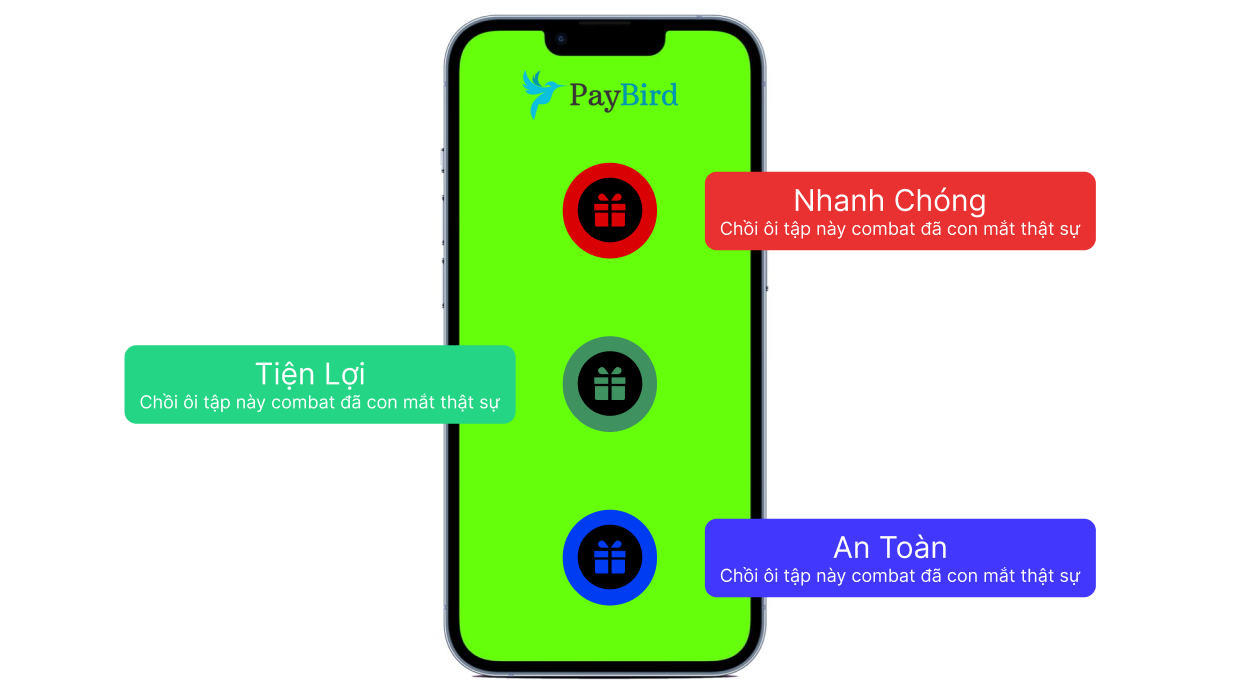 PayBird
Nhanh Chóng
Chồi ôi tập này combat đã con mắt thật sự
Tiện Lợi
Chồi ôi tập này combat đã con mắt thật sự
An Toàn
Chồi ôi tập này combat đã con mắt thật sự